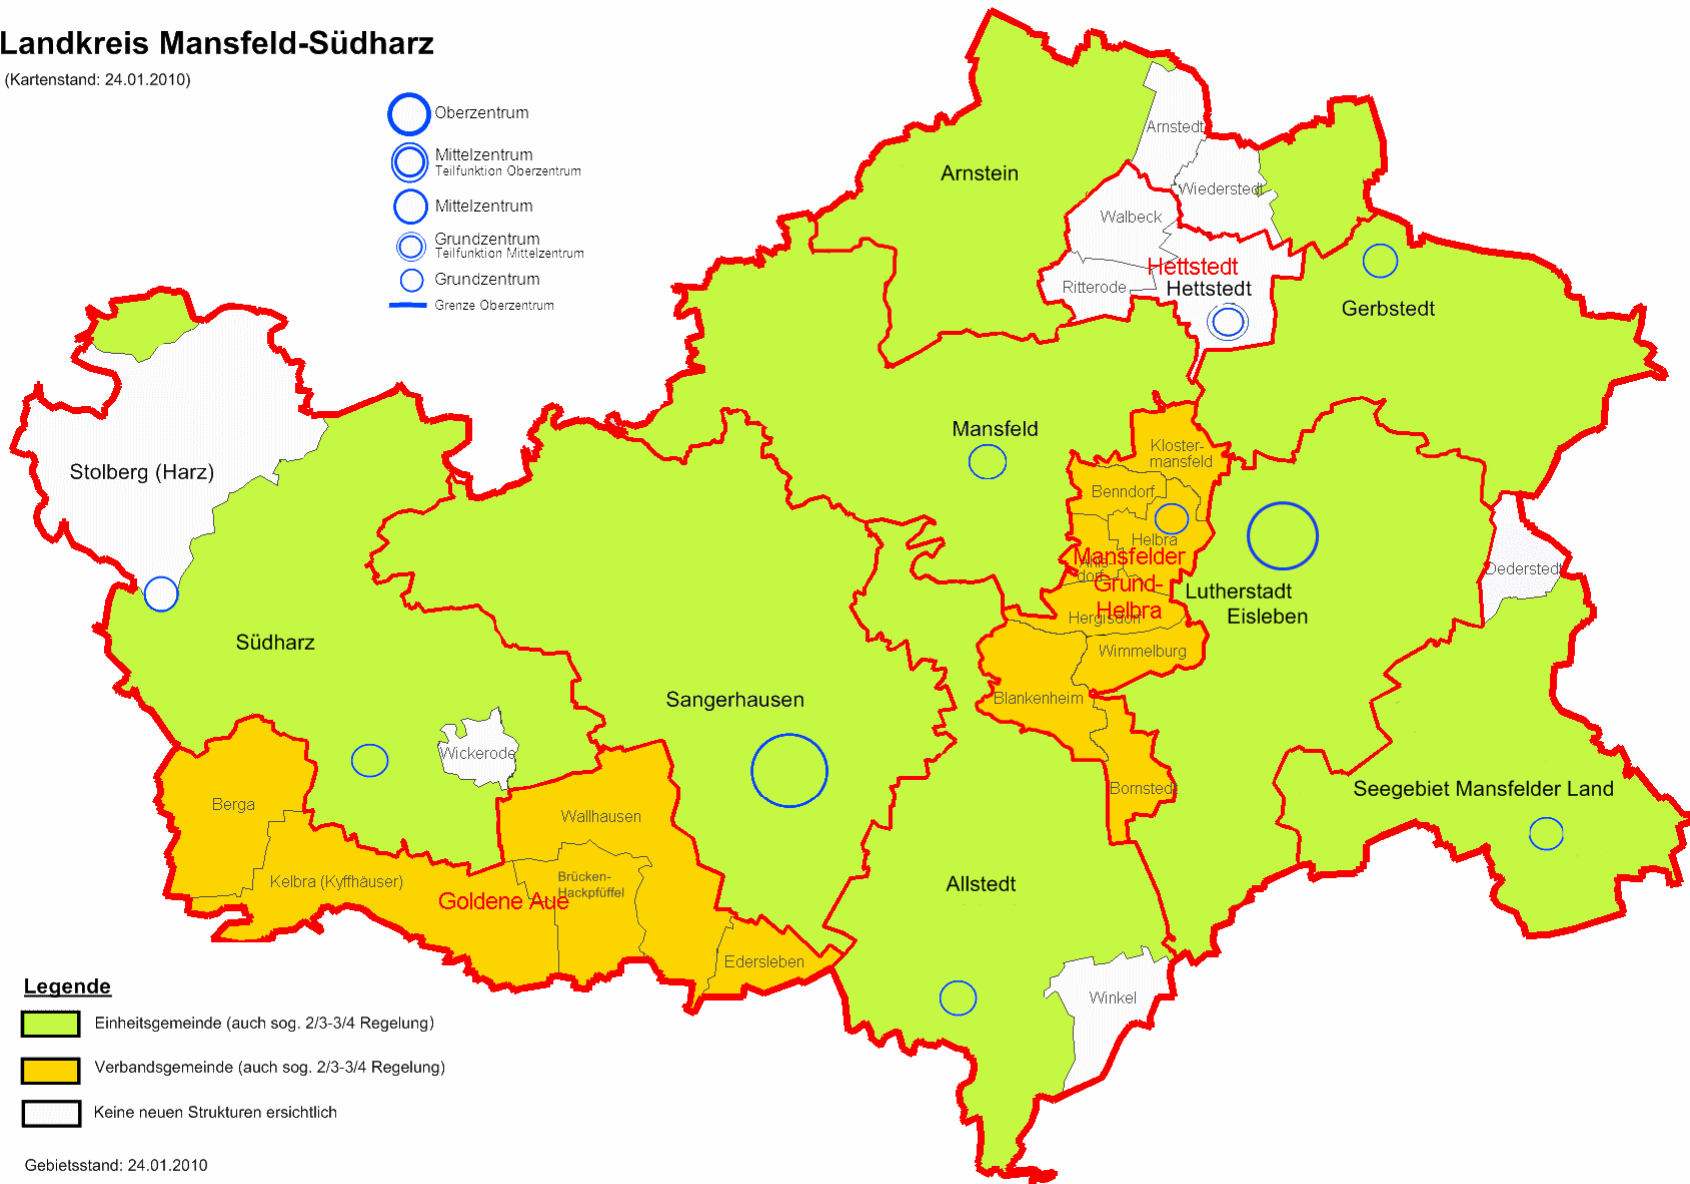 Landkreis Mansfeld-Südharz
(Kartenstand: 24.01.2010)
Oberzentrum
Mittelzentrum
Teilfunktion Oberzentrum
Mittelzentrum
Grundzentrum
Teilfunktion Mittelzentrum
Grundzentrum
Grenze Oberzentrum
Arnstedt
Arnstein
Wiederstedt
Walbeck
Hettstedt
Ritterode
Hettstedt
Gerbstedt
Mansfeld
Kloster-
mansfeld
Stolberg (Harz)
Benndorf
Helbra
Mansfelder
Ahls
dorf
Grund-
Helbra
Hergisdorf
Dederstedt
Lutherstadt
Eisleben
Südharz
Wimmelburg
Sangerhausen
Blankenheim
Wickerode
Bornsted
Seegebiet Mansfelder Land
Berga
Wallhausen
Kelbra (Kyffhäuser)
Brücken-
Hackpfüffel
Goldene Aue
Allstedt
Edersleben
Winkel
Legende
Einheitsgemeinde (auch sog. 2/3-3/4 Regelung)
Verbandsgemeinde (auch sog. 2/3-3/4 Regelung)
Keine neuen Strukturen ersichtlich
Gebietsstand: 24.01.2010